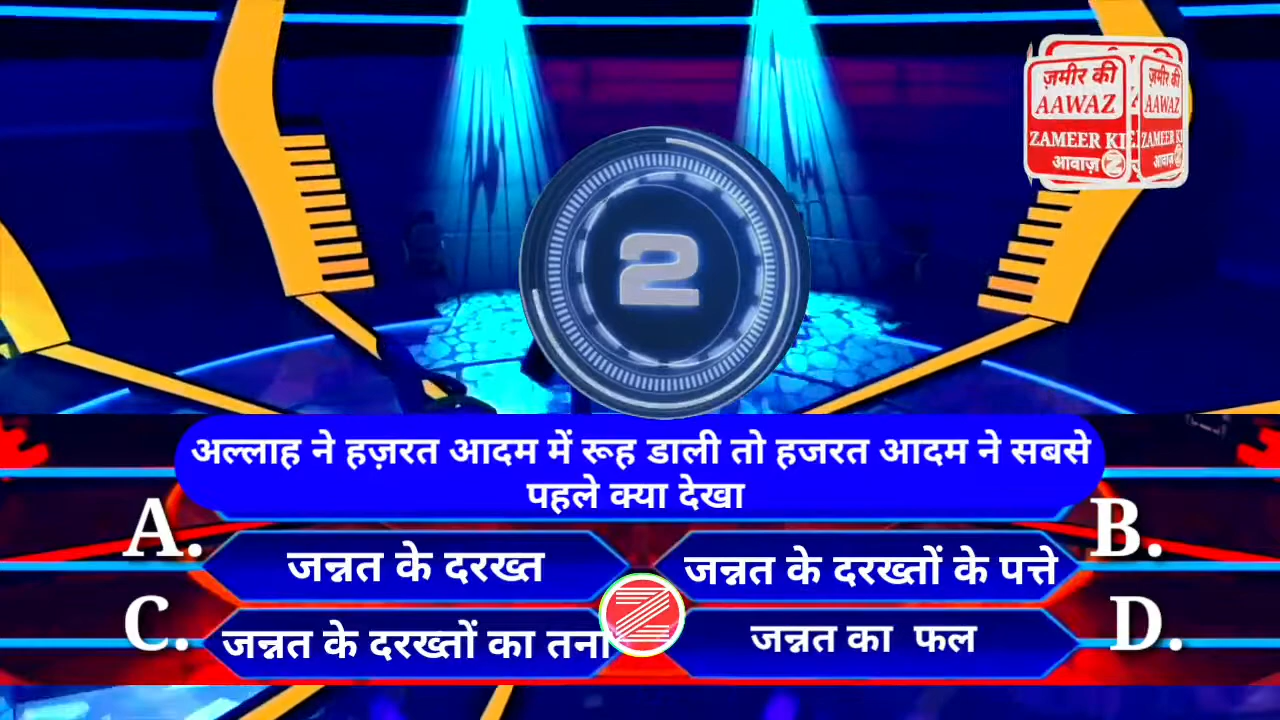 ज़मीर की
AAWAZ
ZAMEER KI
आवाज़ Z
ज़मीर की
AAWAZ
ZAMEER KI
आवाज़
2
अल्लाह ने हज़रत आदम में रूह डाली तो हजरत आदम ने सबसे
पहले क्या देखा
A. जन्नत के दरख्त
B. जन्नत के दरख्तों के पत्ते
C. जन्नत के दरख्तों का तना
D. जन्नत का फल
Z